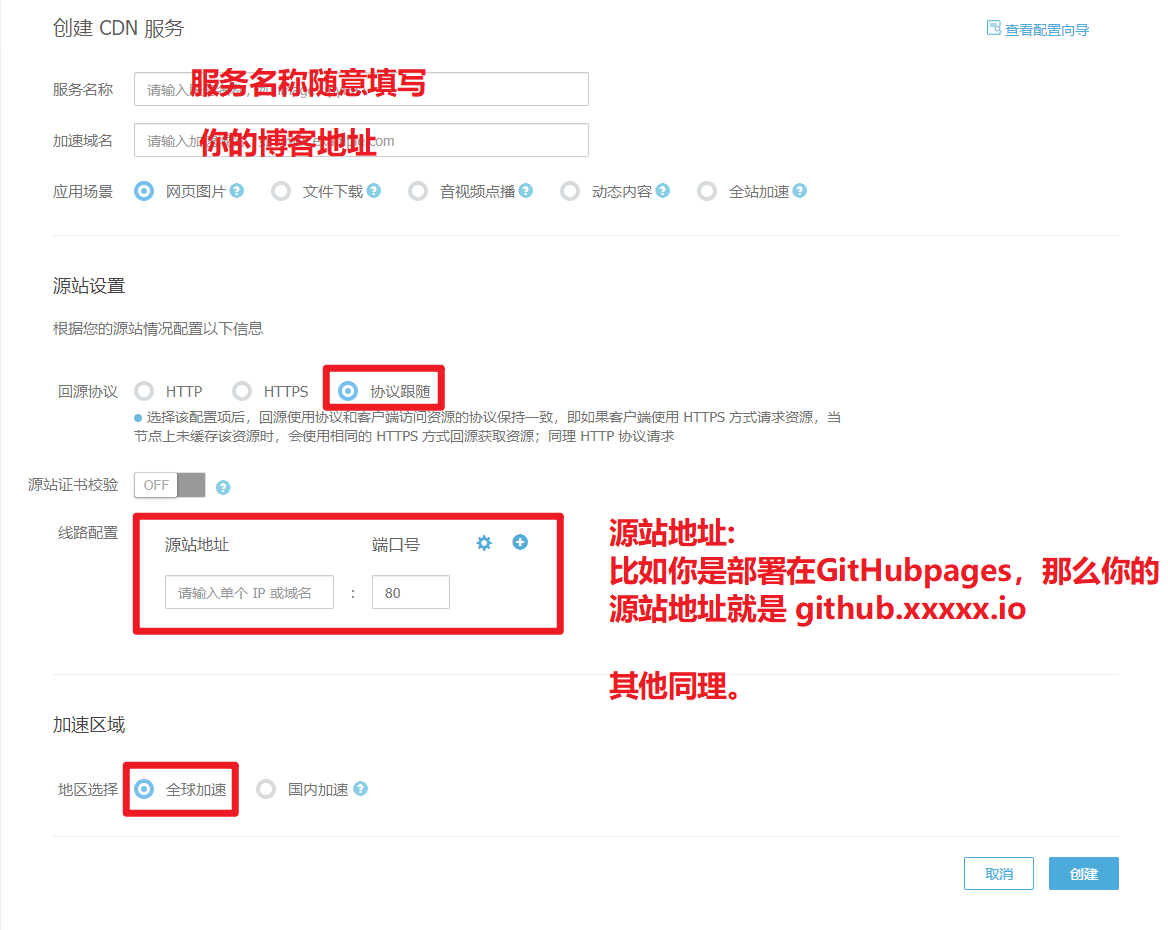 创建 CDN 服务
查看配置向导
服务名称
请输入
服务名称随意填写
加速域名
请输入加
.com
你的博客地址
应用场景 网页图片 文件下载 音视频点播 动态内容 全站加速
源站设置
根据您的源站情况配置以下信息
回源协议 HTTP HTTPS 协议跟随
选择该配置项后，回源使用协议和客户端访问资源的协议保持一致，即如果客户端使用 HTTPS 方式请求资源，当
节点上未缓存该资源时，会使用相同的 HTTPS 方式回源获取资源；同理 HTTP 协议请求
源站证书校验 OFF
线路配置
源站地址 端口号
请输入单个 IP 或域名 : 80
源站地址:
比如你是部署在GitHubpages，那么你的
源站地址就是 github.xxxxx.io
其他同理。
加速区域
地区选择 全球加速 国内加速
取消 创建